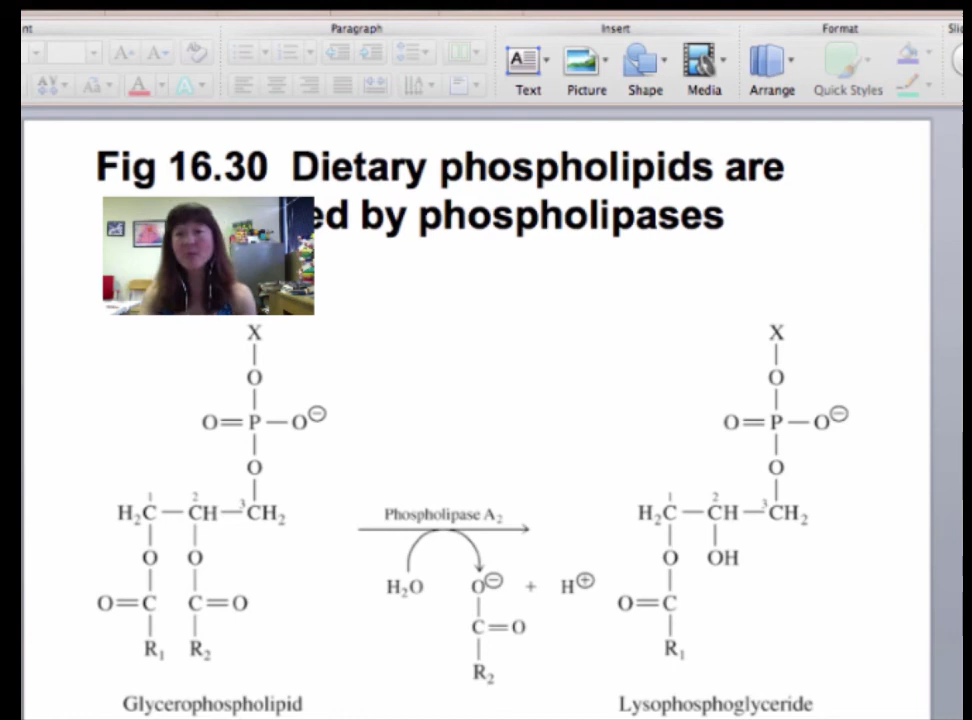 Paragraph
Insert
Format
Text
Picture
Shape
Media
Arrange
Quick Styles
Fig 16.30 Dietary phospholipids are
by phospholipases
X
X
O
O
O=P—O⊖
O=P—O⊖
O
O
1 2 3
H₂C—CH—CH₂
Phospholipase A₂
1 2 3
H₂C—CH—CH₂
O O
H₂O
O⊖ + H⊕
O OH
O=C C=O
C=O
O=C
R₁ R₂
R₂
R₁
Glycerophospholipid
Lysophosphoglyceride